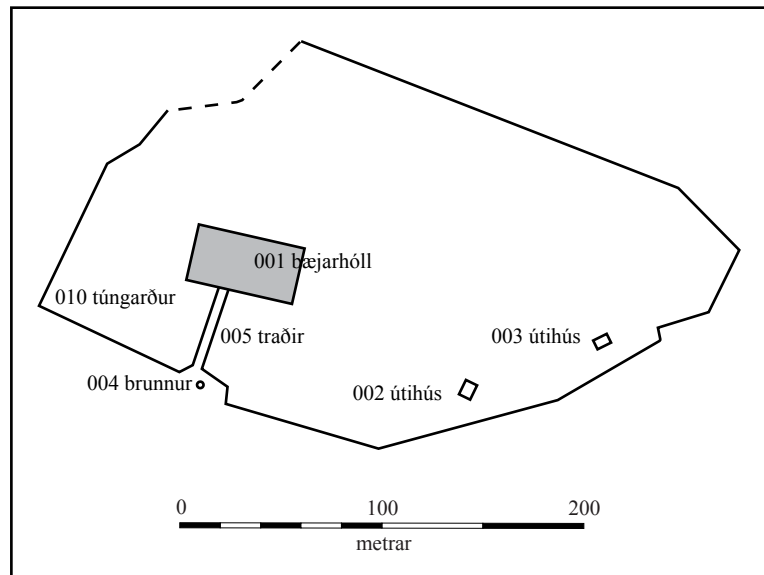 001 bæjarhóll
010 túngarður
005 traðir
003 útihús
004 brunnur
002 útihús
0 100 200
metrar